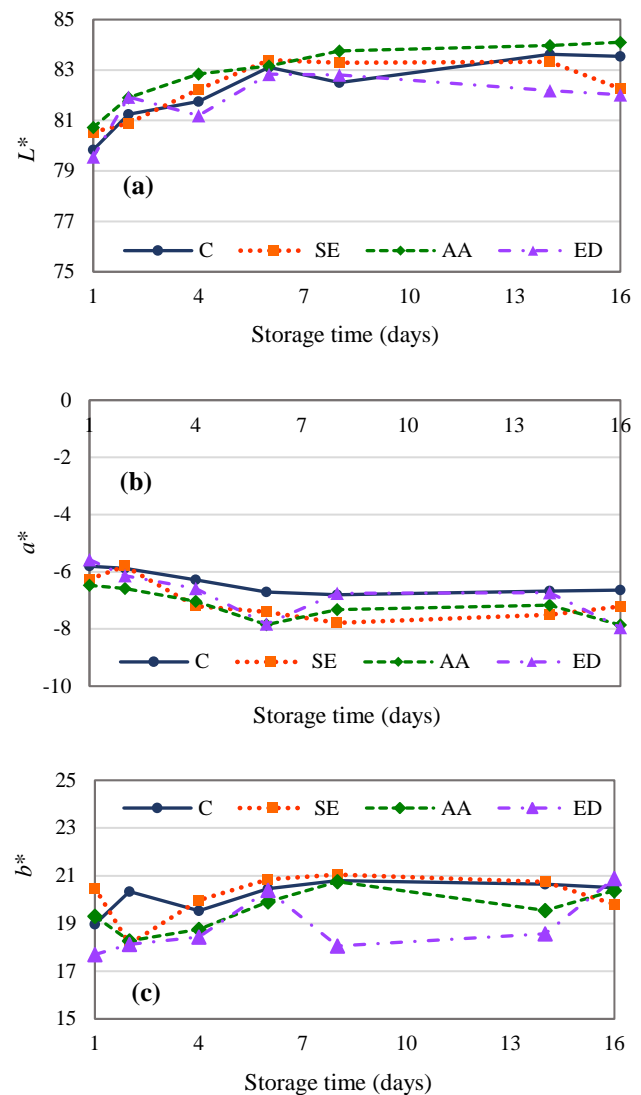 85
83
81
79
77
75
L*
(a)
C SE AA ED
1 4 7 10 13 16
Storage time (days)
0
-2
-4
-6
-8
-10
1 4 7 10 13 16
a*
(b)
C SE AA ED
Storage time (days)
25
23
21
19
17
15
b*
C SE AA ED
(c)
1 4 7 10 13 16
Storage time (days)